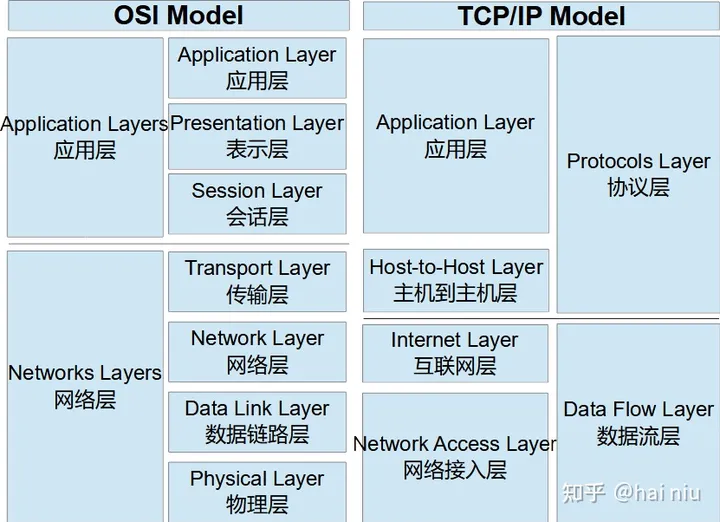 OSI Model
TCP/IP Model
Application Layers
应用层
Application Layer
应用层
Presentation Layer
表示层
Session Layer
会话层
Networks Layers
网络层
Transport Layer
传输层
Network Layer
网络层
Data Link Layer
数据链路层
Physical Layer
物理层
Application Layer
应用层
Host-to-Host Layer
主机到主机层
Protocols Layer
协议层
Internet Layer
互联网层
Network Access Layer
网络接入层
Data Flow Layer
数据流层
知乎 @hai niu